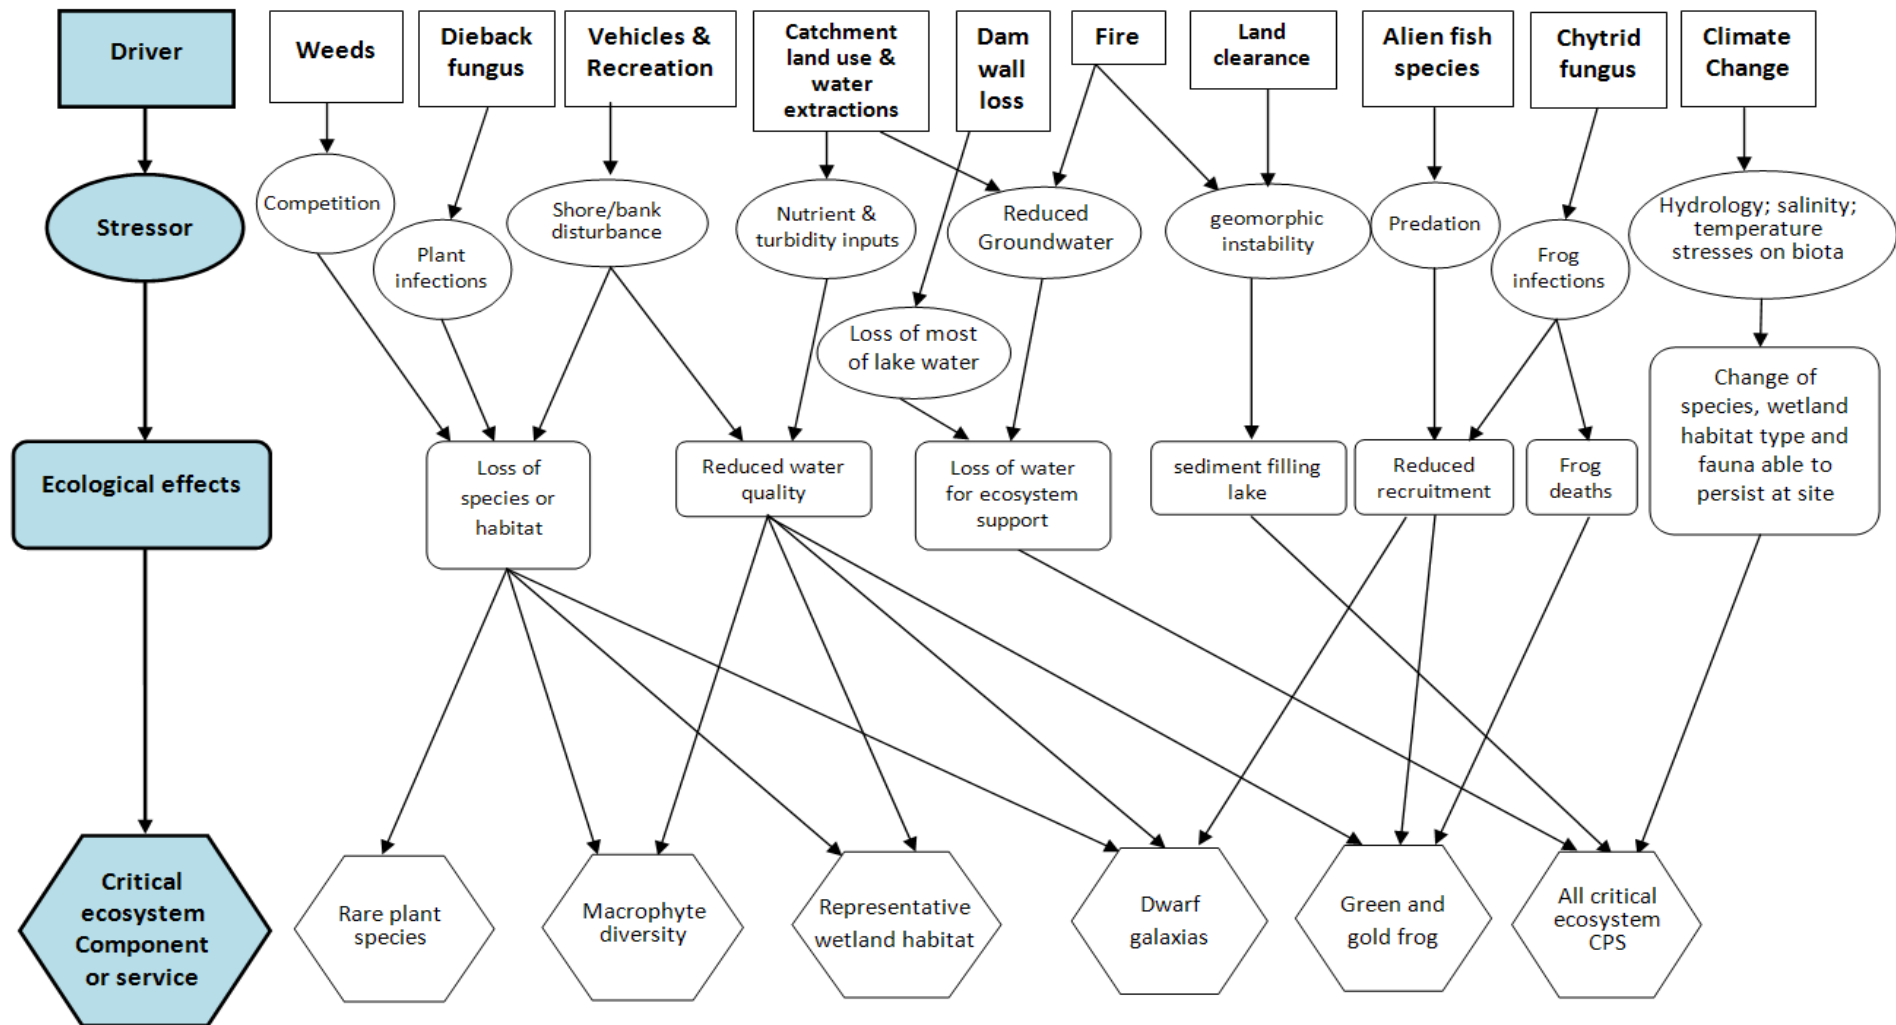 Driver
Weeds
Dieback
fungus
Vehicles &
Recreation
Catchment
land use &
water
extractions
Dam
wall
loss
Fire
Land
clearance
Alien fish
species
Chytrid
fungus
Climate
Change
Stressor
Competition
Plant
infections
Shore/bank
disturbance
Nutrient &
turbidity inputs
Loss of most
of lake water
Reduced
Groundwater
geomorphic
instability
Predation
Frog
infections
Hydrology; salinity;
temperature
stresses on biota
Ecological effects
Loss of
species or
habitat
Reduced water
quality
Loss of water
for ecosystem
support
sediment filling
lake
Reduced
recruitment
Frog
deaths
Change of
species, wetland
habitat type and
fauna able to
persist at site
Critical
ecosystem
Component
or service
Rare plant
species
Macrophyte
diversity
Representative
wetland habitat
Dwarf
galaxias
Green and
gold frog
All critical
ecosystem
CPS